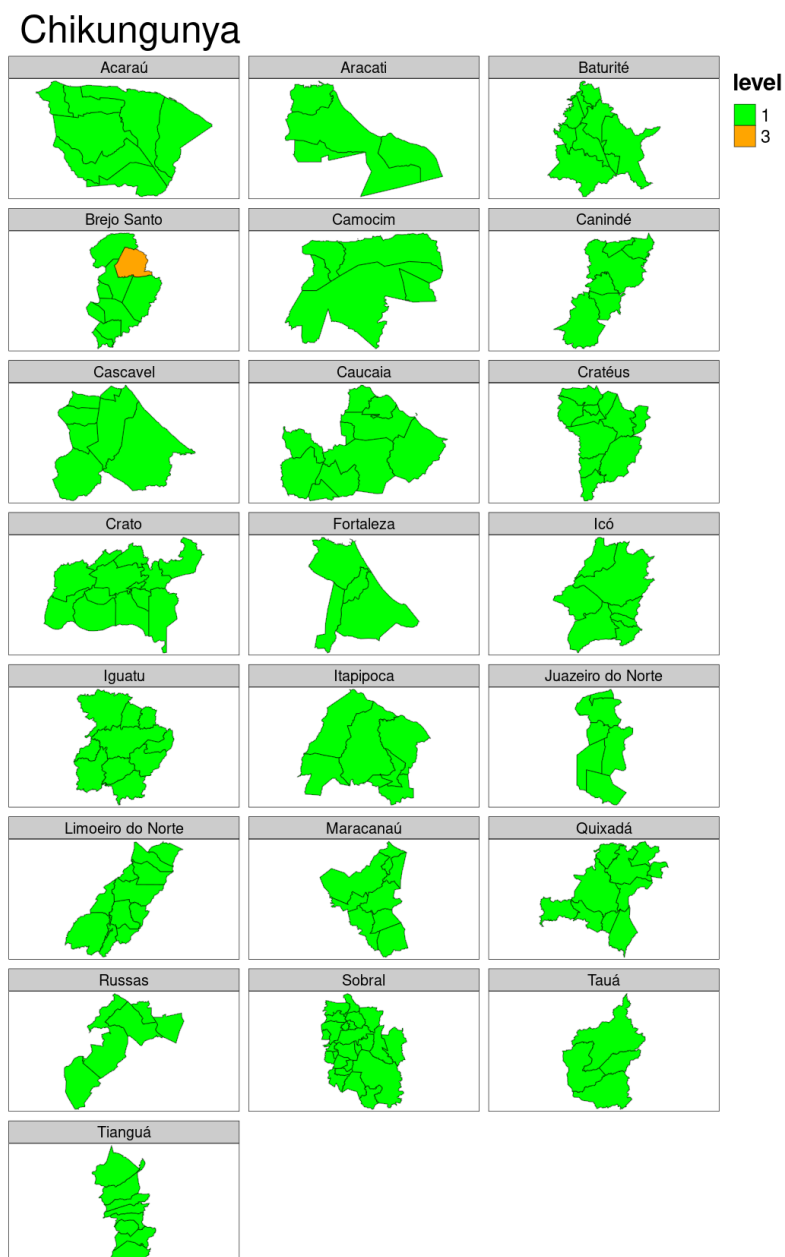 Chikungunya
Acaraú
Aracati
Baturité
level
1
3
Brejo Santo
Camocim
Canindé
Cascavel
Caucaia
Cratéus
Crato
Fortaleza
Icó
Iguatu
Itapipoca
Juazeiro do Norte
Limoeiro do Norte
Maracanaú
Quixadá
Russas
Sobral
Tauá
Tianguá